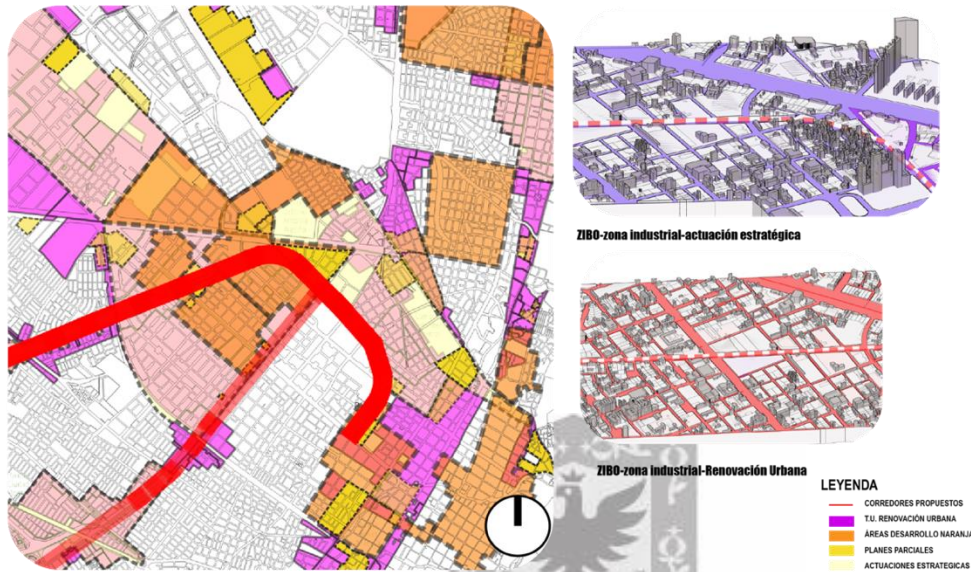 ZIBO-zona industrial-actuación estratégica
ZIBO-zona industrial-Renovación Urbana
LEYENDA
CORREDORES PROPUESTOS
T.U. RENOVACIÓN URBANA
ÁREAS DESARROLLO NARANJA
PLANES PARCIALES
ACTUACIONES ESTRATEGICAS